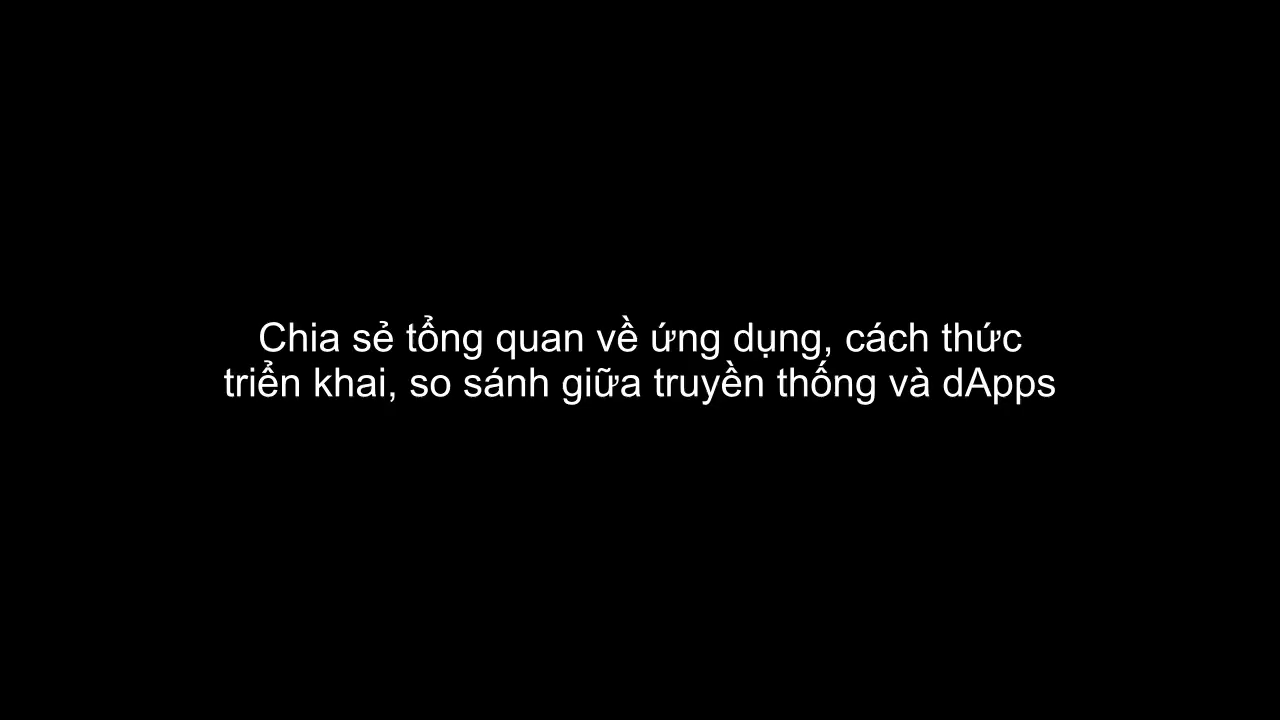 Chia sẻ tổng quan về ứng dụng, cách thức
triển khai, so sánh giữa truyền thống và dApps